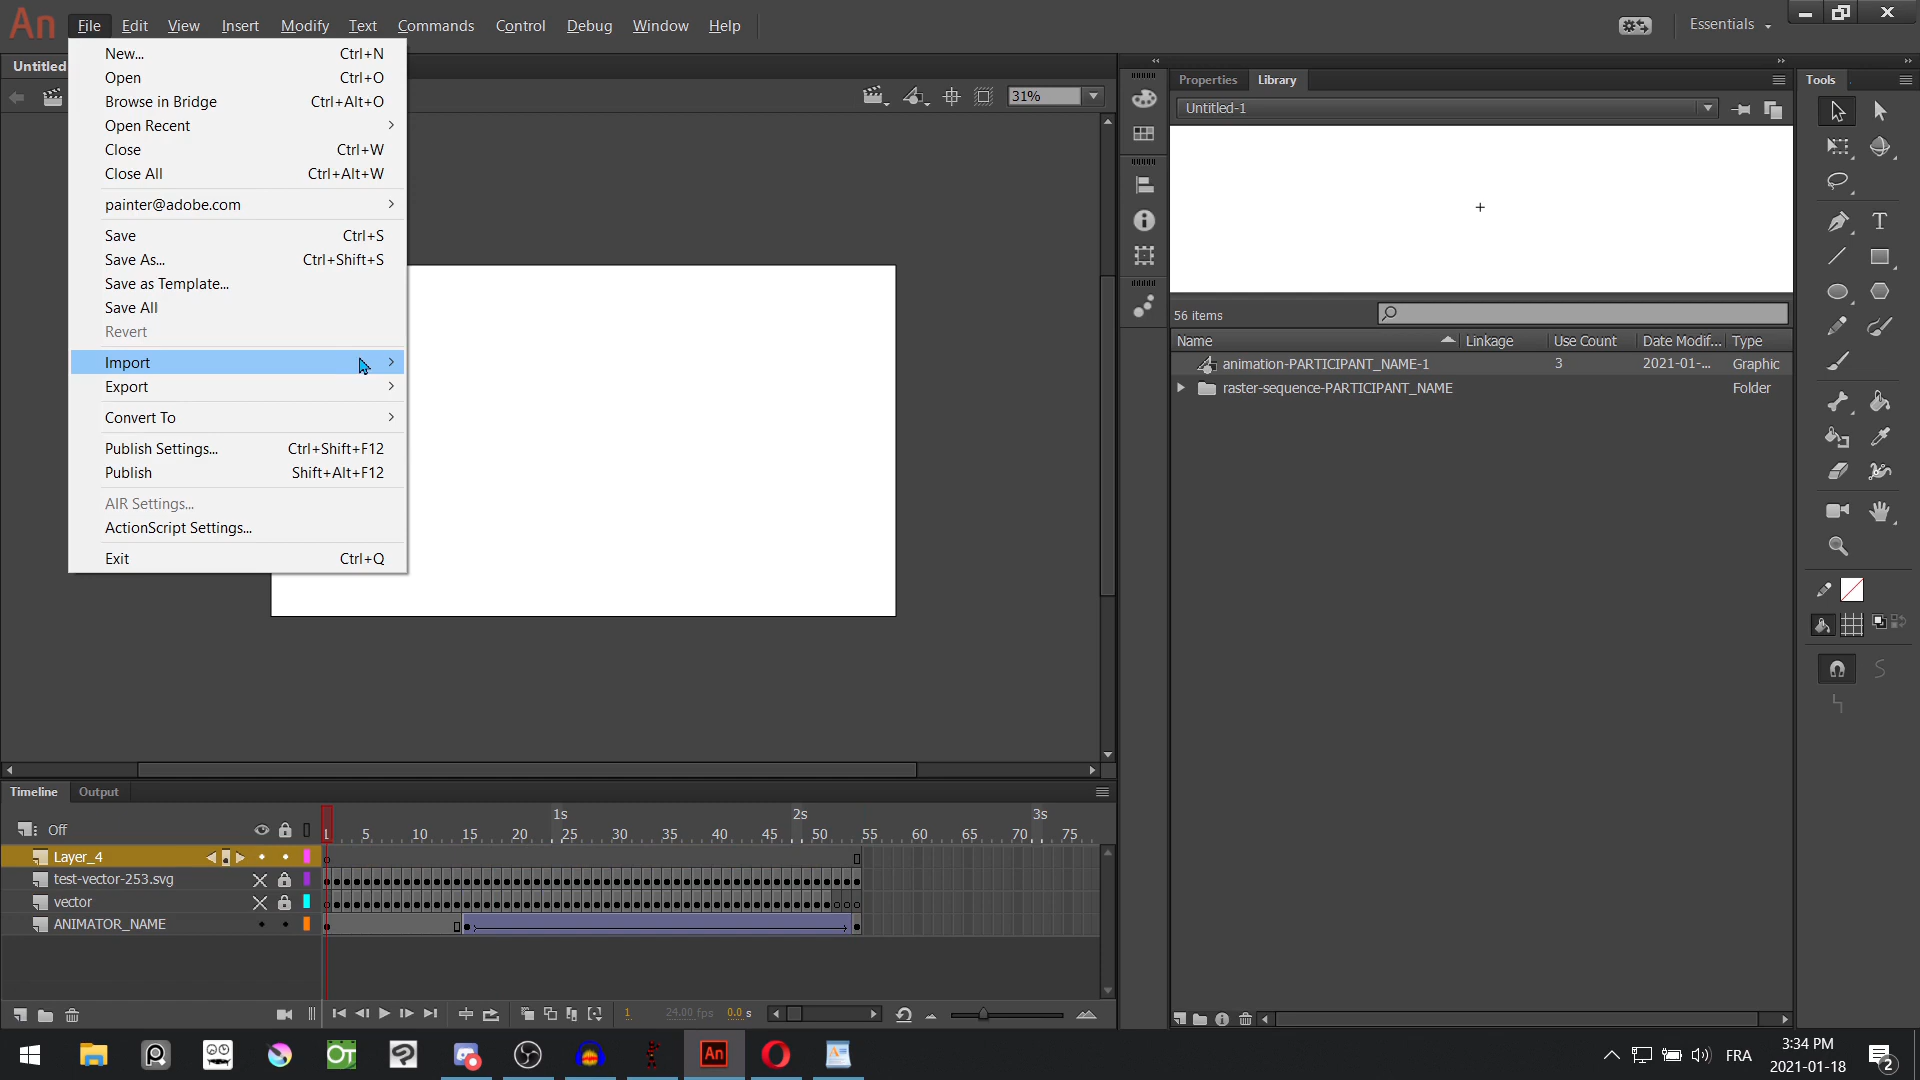 An File Edit View Insert Modify Text Commands Control Debug Window Help Essentials
New... Ctrl+N
Open Ctrl+O
Browse in Bridge Ctrl+Alt+O
Open Recent
Close Ctrl+W
Close All Ctrl+Alt+W
painter@adobe.com
Save Ctrl+S
Save As... Ctrl+Shift+S
Save as Template...
Save All
Revert
Import
Export
Convert To
Publish Settings... Ctrl+Shift+F12
Publish Shift+Alt+F12
AIR Settings...
ActionScript Settings...
Exit Ctrl+Q
Untitled
31%
Properties Library
Untitled-1
56 items
Name Linkage Use Count Date Modif... Type
animation-PARTICIPANT_NAME-1 3 2021-01-... Graphic
raster-sequence-PARTICIPANT_NAME Folder
Tools
T
Timeline Output
1s 2s 3s
Off 5 10 15 20 25 30 35 40 45 50 55 60 65 70 75
Layer_4
test-vector-253.svg
vector
ANIMATOR_NAME
1 24.00 fps 0.0 s
OT An FRA
3:34 PM
2021-01-18
2